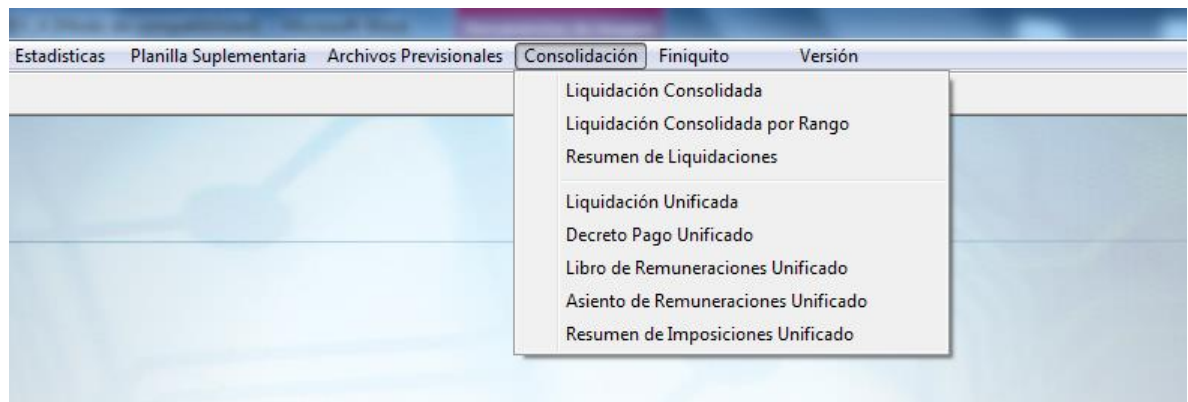 Estadisticas Planilla Suplementaria Archivos Previsionales Consolidación Finiquito Versión
Liquidación Consolidada
Liquidación Consolidada por Rango
Resumen de Liquidaciones
Liquidación Unificada
Decreto Pago Unificado
Libro de Remuneraciones Unificado
Asiento de Remuneraciones Unificado
Resumen de Imposiciones Unificado